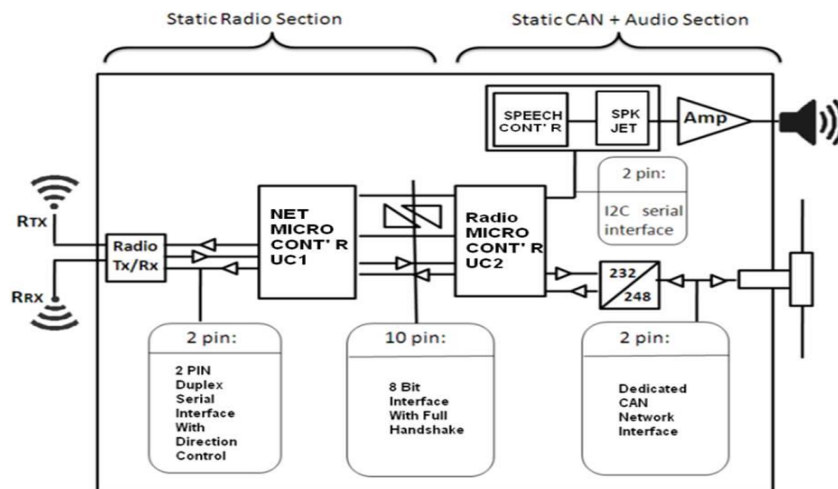 Static Radio Section
Static CAN + Audio Section
SPEECH
CONT' R
SPK
JET
Amp
2 pin:
I2C serial
interface
RTX
RRX
Radio
Tx/Rx
NET
MICRO
CONT' R
UC1
Radio
MICRO
CONT' R
UC2
232
248
2 pin:
2 PIN
Duplex
Serial
Interface
With
Direction
Control
10 pin:
8 Bit
Interface
With Full
Handshake
2 pin:
Dedicated
CAN
Network
Interface